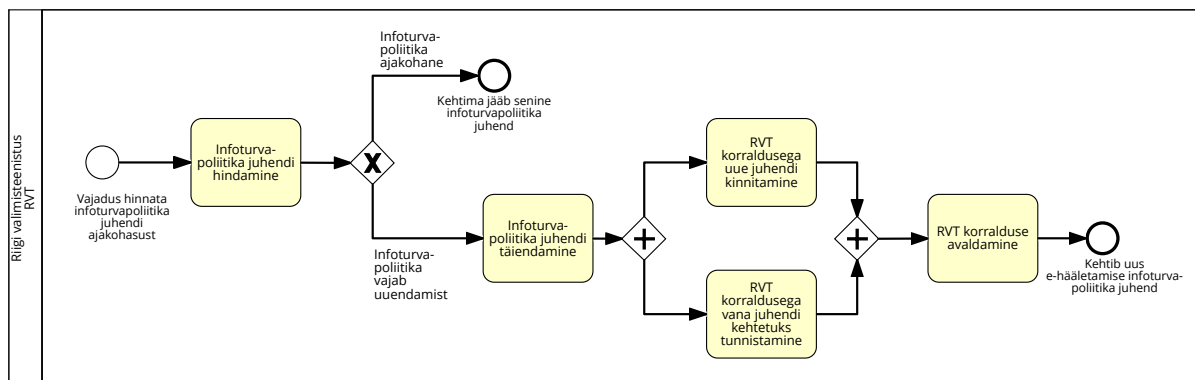 Riigi valimisteenistus
RVT
Vajadus hinnata
infoturvapoliitika
juhendi
ajakohasust
Infoturva-
poliitika juhendi
hindamine
Infoturva-
poliitika
ajakohane
Kehtima jääb senine
infoturvapoliitika
juhend
Infoturva-
poliitika
vajab
uuendamist
Infoturva-
poliitika juhendi
täiendamine
RVT
korraldusega
uue juhendi
kinnitamine
RVT
korraldusega
vana juhendi
kehtetuks
tunnistamine
RVT korralduse
avaldamine
Kehtib uus
e-hääletamise infoturva-
poliitika juhend